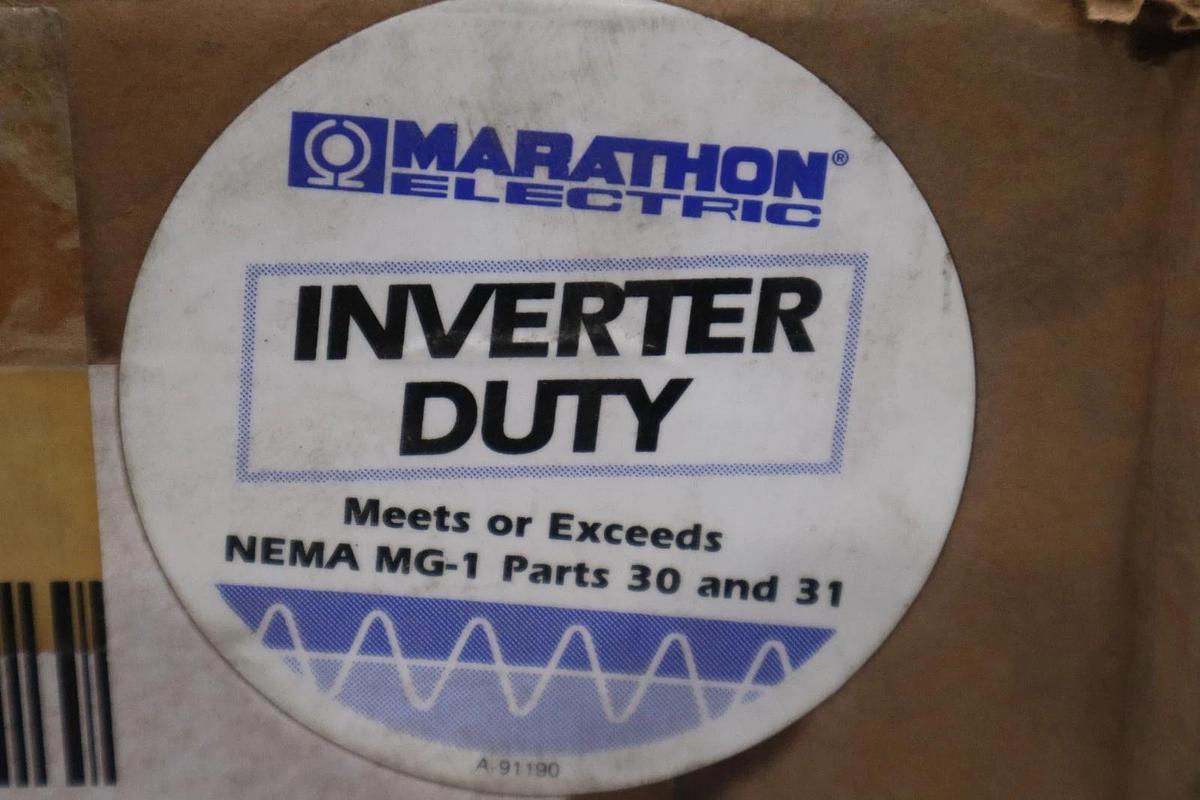 MARATHON®
ELECTRIC
INVERTER
DUTY
Meets or Exceeds
NEMA MG-1 Parts 30 and 31
A-91190